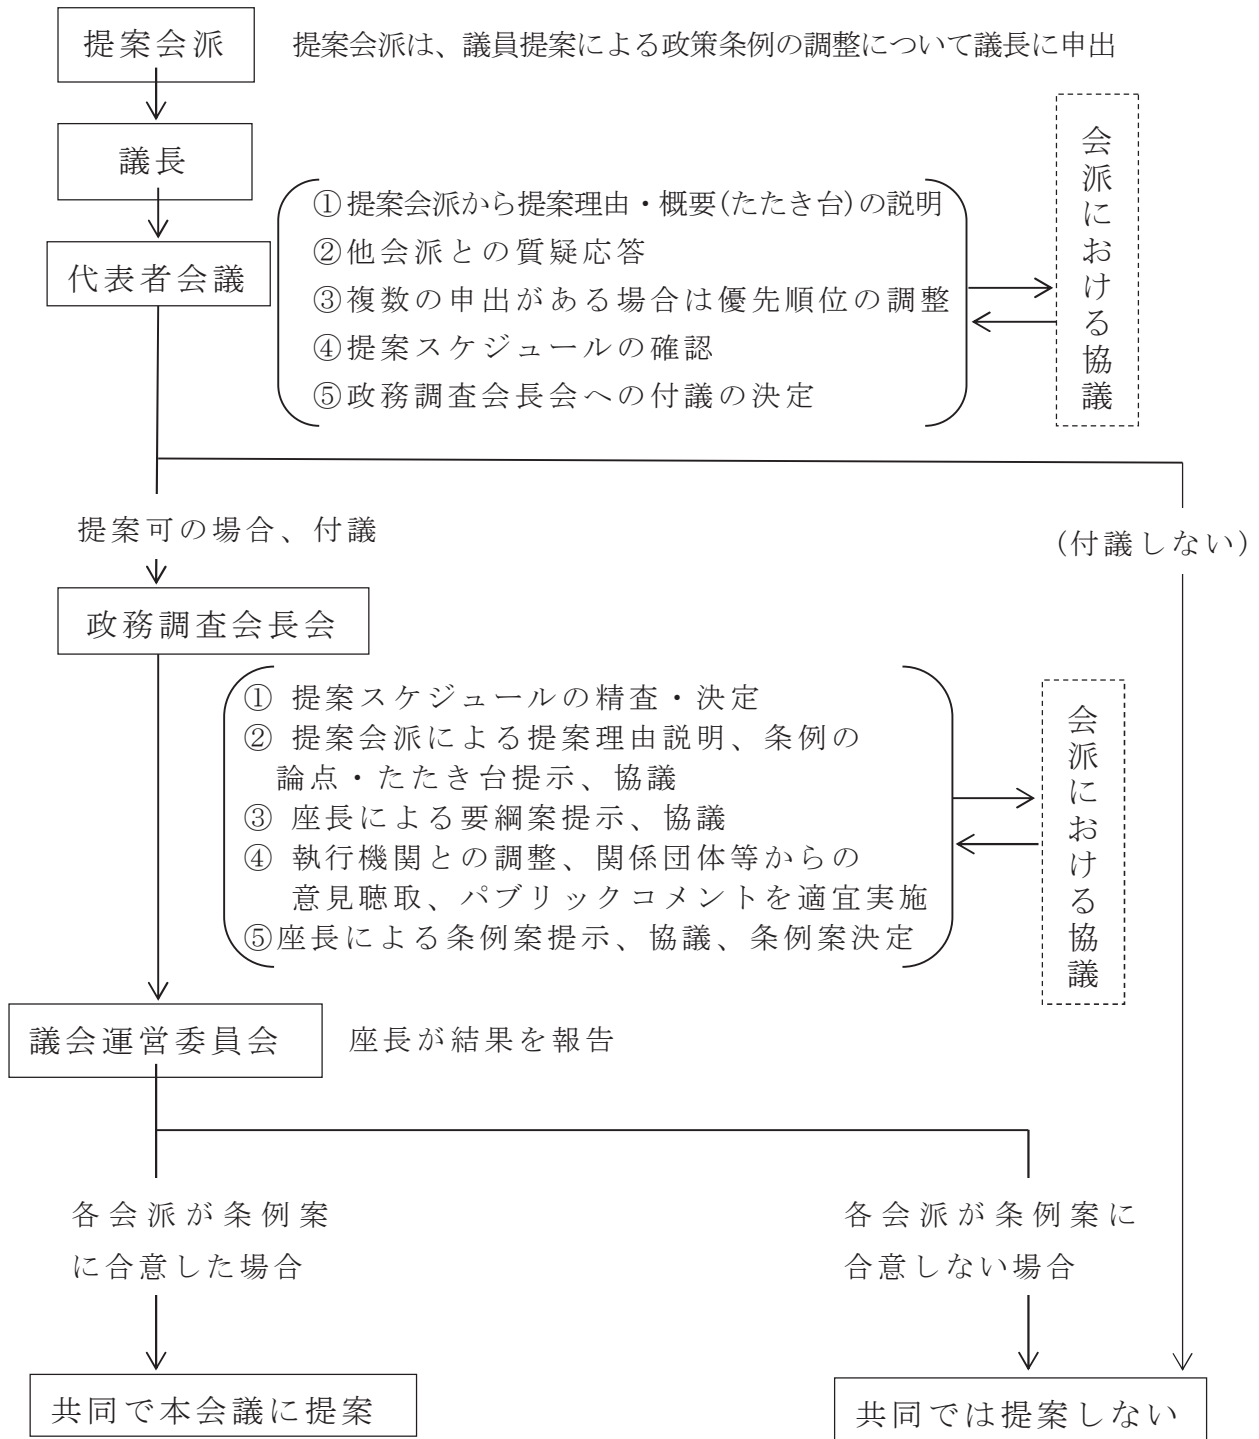 提案会派
提案会派は、議員提案による政策条例の調整について議長に申出
議長
代表者会議
①提案会派から提案理由・概要(たたき台)の説明
②他会派との質疑応答
③複数の申出がある場合は優先順位の調整
④提案スケジュールの確認
⑤政務調査会長会への付議の決定
会派における協議
提案可の場合、付議
(付議しない)
政務調査会長会
① 提案スケジュールの精査・決定
② 提案会派による提案理由説明、条例の
論点・たたき台提示、協議
③ 座長による要綱案提示、協議
④ 執行機関との調整、関係団体等からの
意見聴取、パブリックコメントを適宜実施
⑤座長による条例案提示、協議、条例案決定
会派における協議
議会運営委員会
座長が結果を報告
各会派が条例案
に合意した場合
各会派が条例案に
合意しない場合
共同で本会議に提案
共同では提案しない